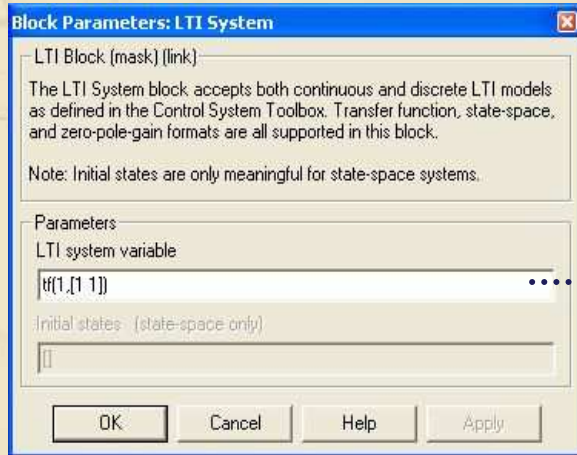 Block Parameters: LTI System
LTI Block (mask) (link)
The LTI System block accepts both continuous and discrete LTI models
as defined in the Control System Toolbox. Transfer function, state-space,
and zero-pole-gain formats are all supported in this block.
Note: Initial states are only meaningful for state-space systems.
Parameters
LTI system variable
tf(1,[1 1])
Initial states (state-space only)
[]
OK Cancel Help Apply